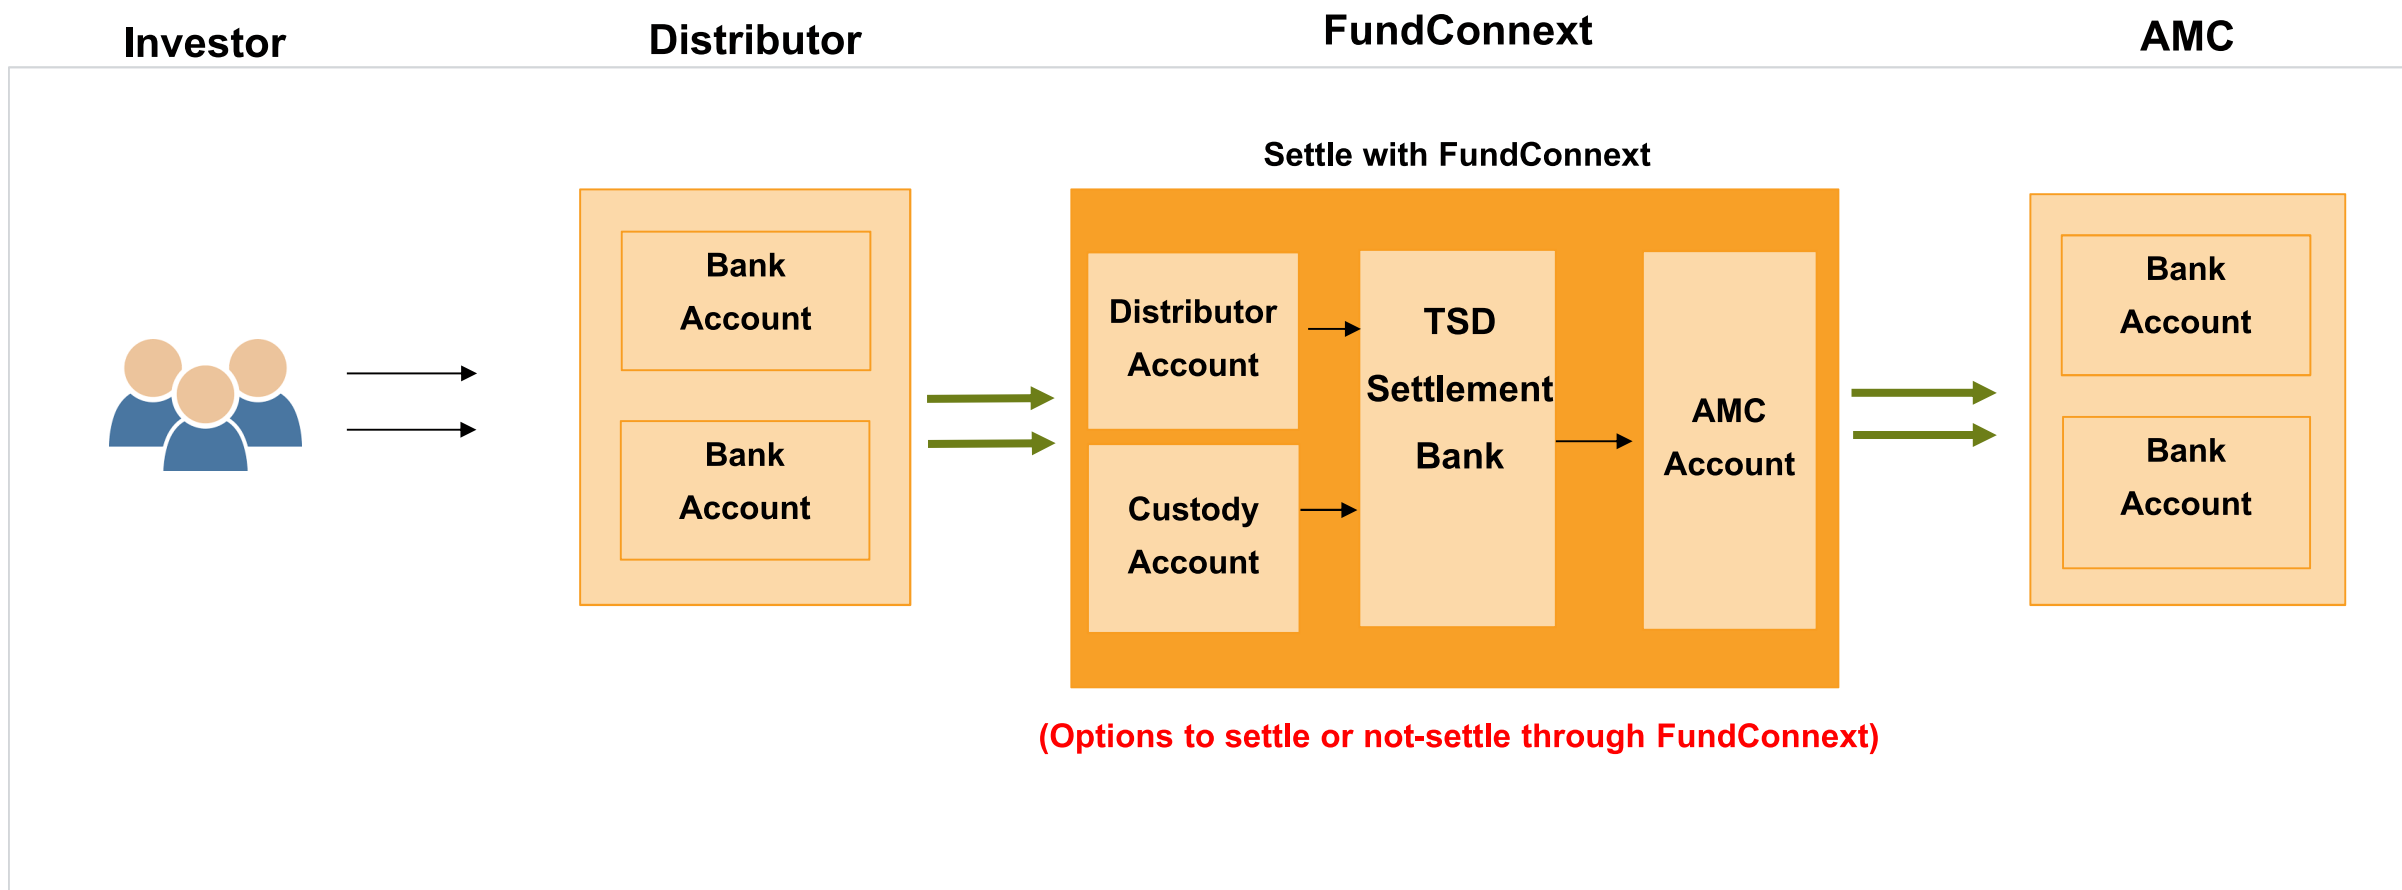 Investor
Distributor
FundConnext
AMC
Settle with FundConnext
Bank
Account
Bank
Account
Distributor
Account
Custody
Account
TSD
Settlement
Bank
AMC
Account
Bank
Account
Bank
Account
(Options to settle or not-settle through FundConnext)